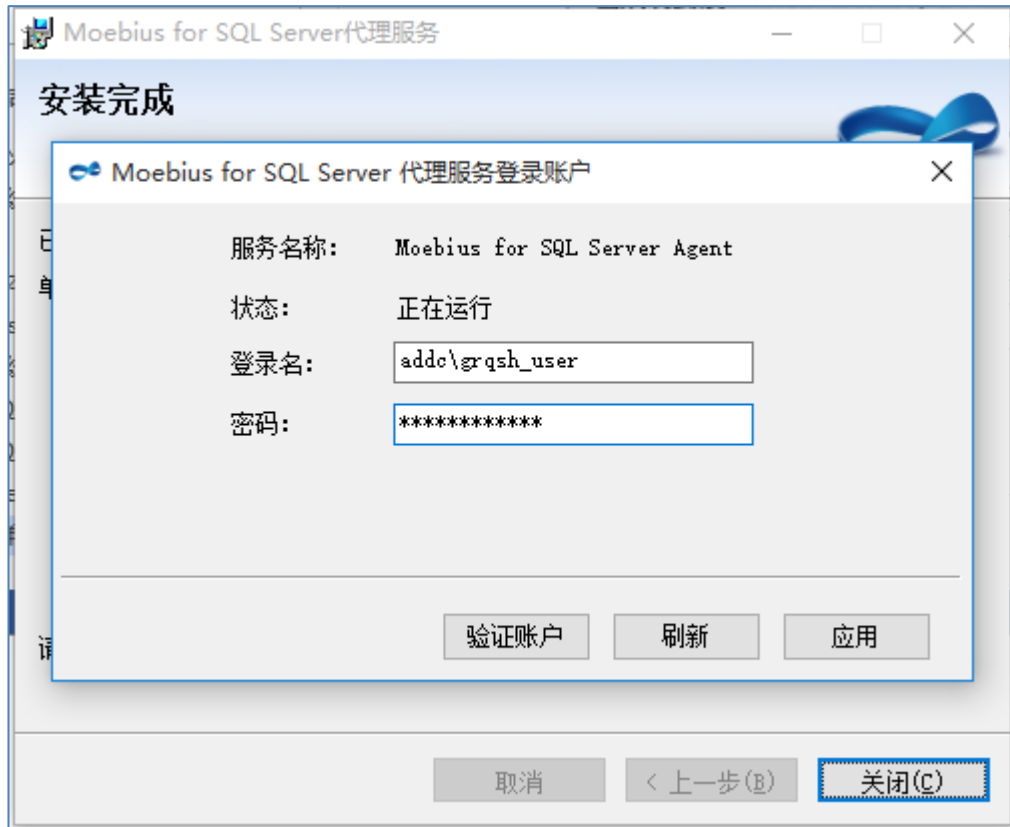 Moebius for SQL Server代理服务
安装完成
Moebius for SQL Server 代理服务登录账户
服务名称： Moebius for SQL Server Agent
状态： 正在运行
登录名： addc\grqsh_user
密码： ************
验证账户 刷新 应用
取消 < 上一步(B) 关闭(C)